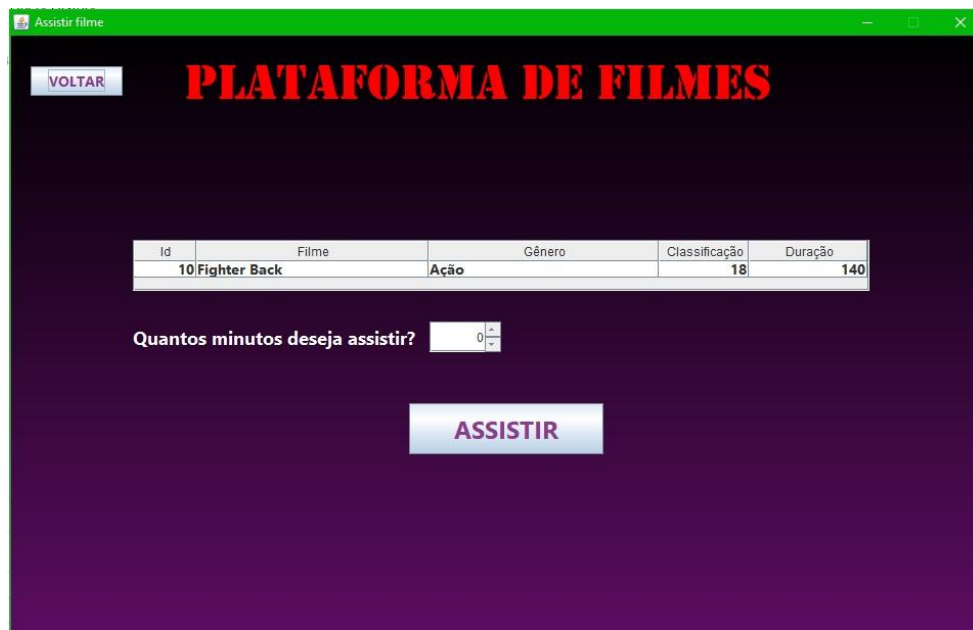 Assistir filme
VOLTAR
PLATAFORMA DE FILMES
Id Filme Gênero Classificação Duração
10 Fighter Back Ação 18 140
Quantos minutos deseja assistir? 0
ASSISTIR